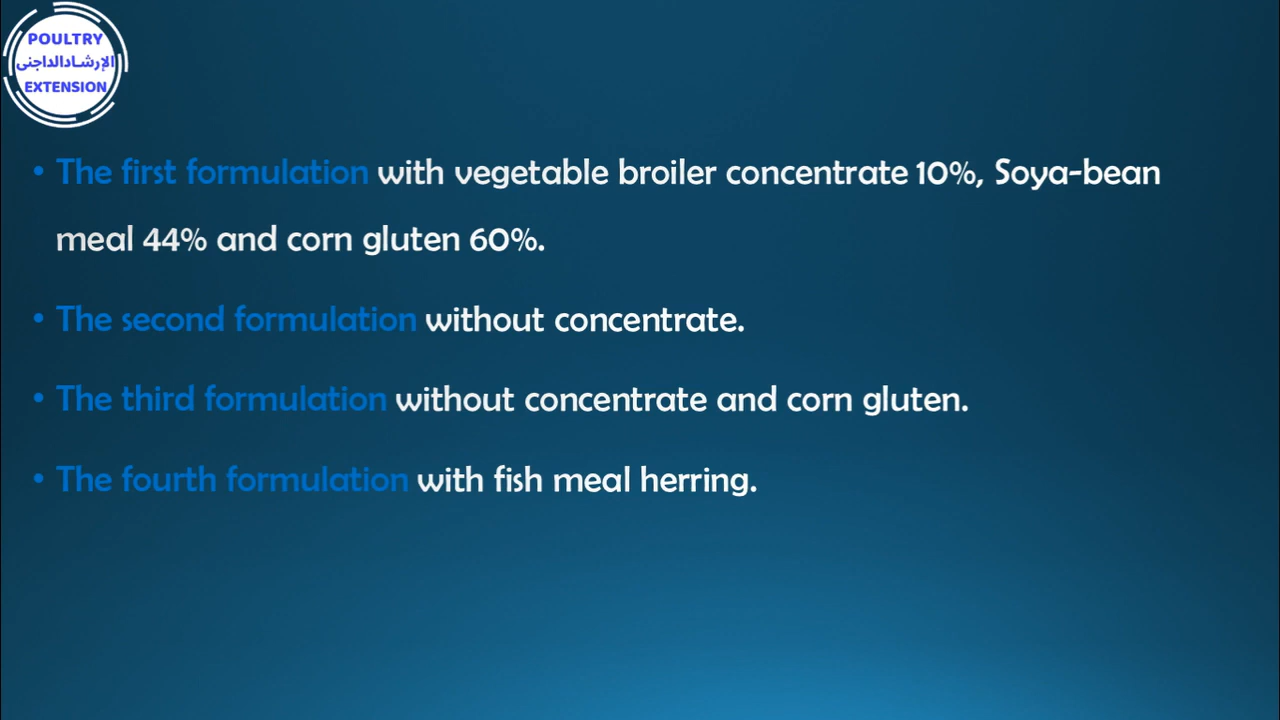 POULTRY
الإرشادالداجنى
EXTENSION
• The first formulation with vegetable broiler concentrate 10%, Soya-bean
meal 44% and corn gluten 60%.
• The second formulation without concentrate.
• The third formulation without concentrate and corn gluten.
• The fourth formulation with fish meal herring.